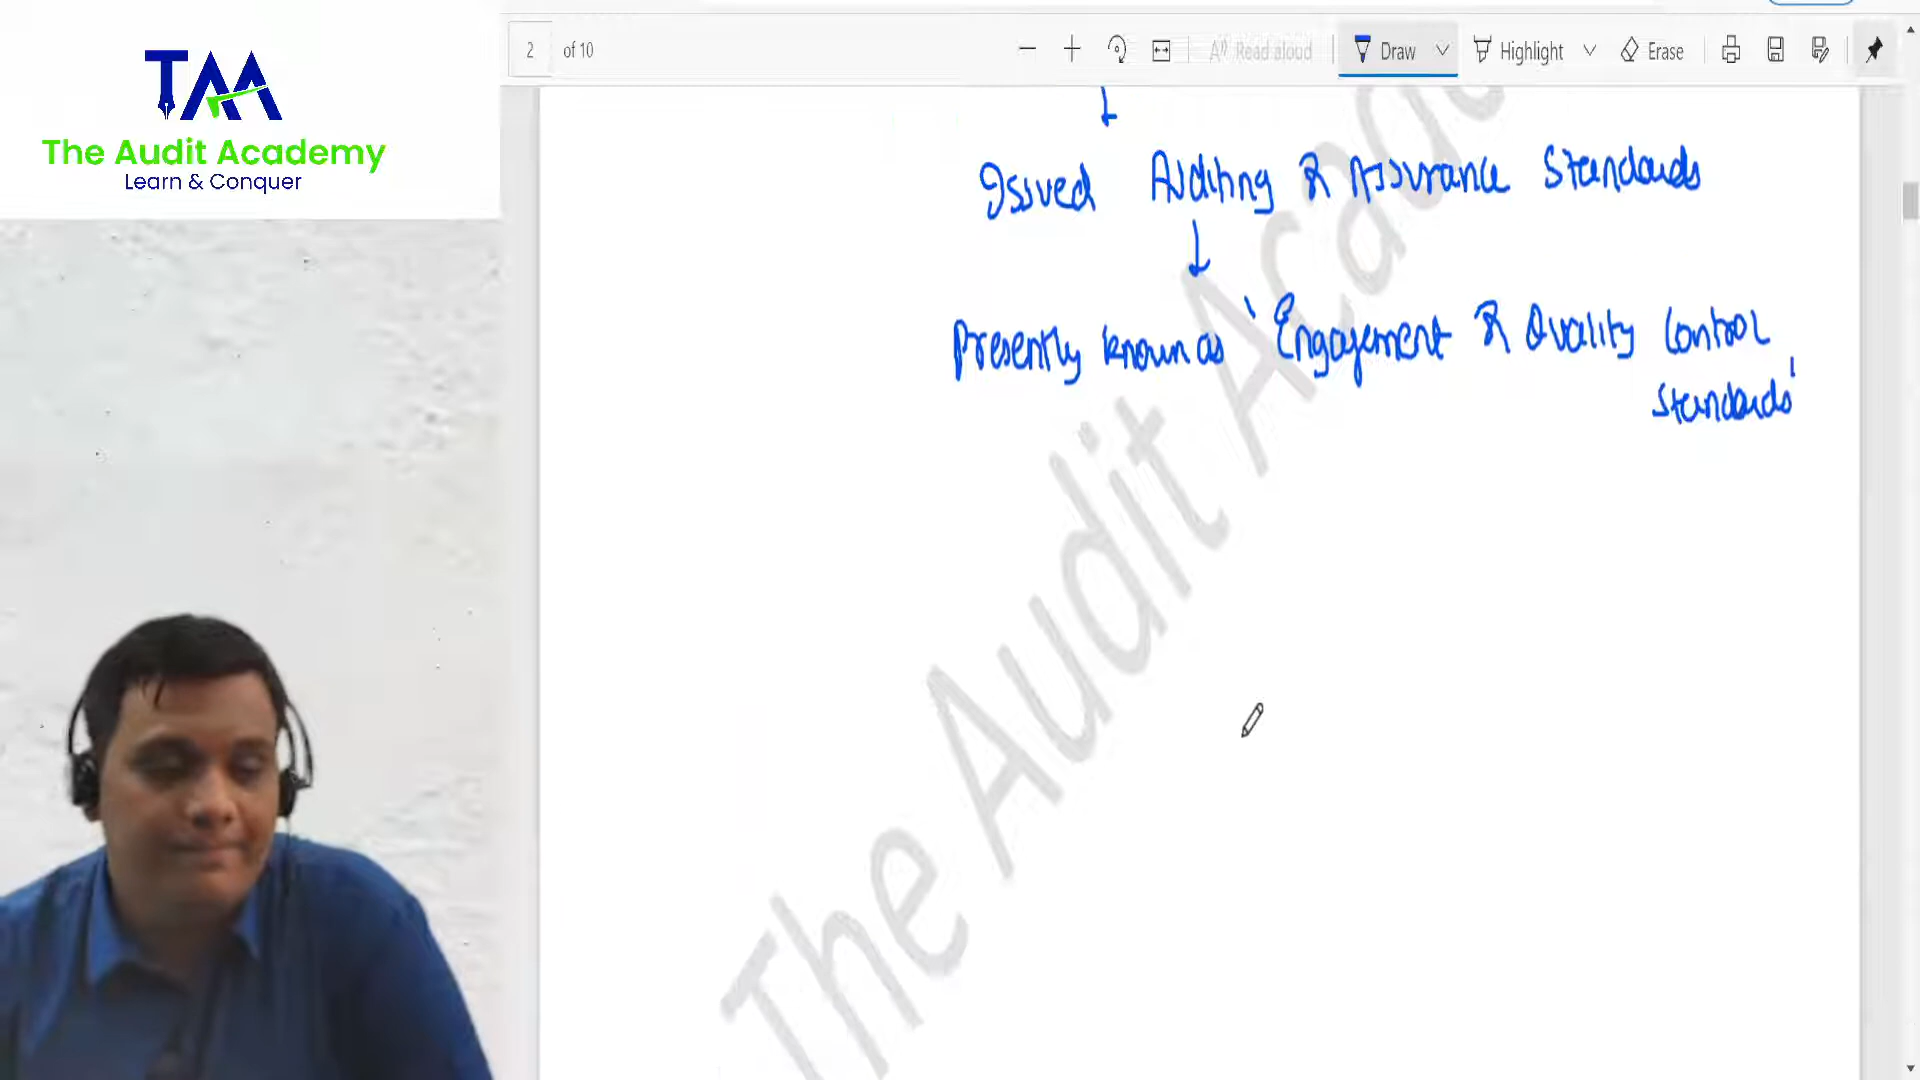 TAA
The Audit Academy
Learn & Conquer
2 of 10
Read aloud Draw Highlight Erase
Issued Auditing & Assurance Standards
Presently known as 'Engagement & Quality Control
Standards'
The Audit Acade